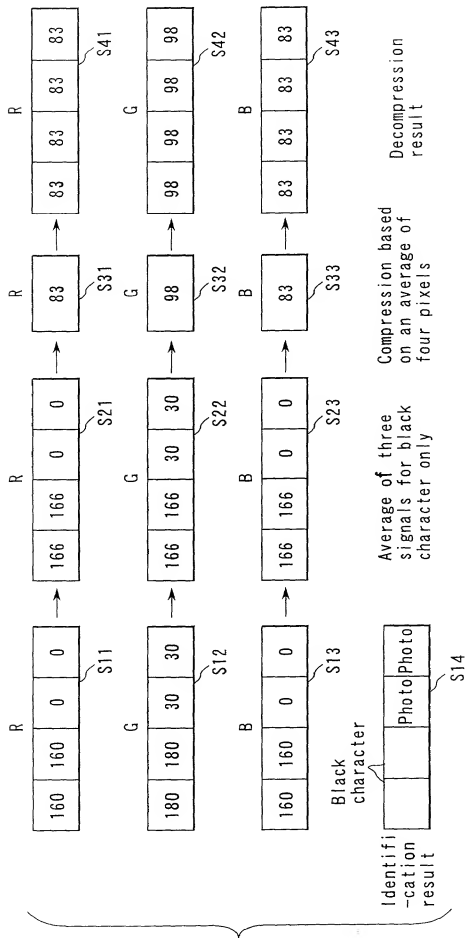 R R R R
160 160 0 0 166 166 0 0 83 83 83 83 83
S11 S21 S31 S41
G G G G
180 180 30 30 166 166 30 30 98 98 98 98 98
S12 S22 S32 S42
B B B B
160 160 0 0 166 166 0 0 83 83 83 83 83
S13 S23 S33 S43
Black
character
Identifi
-cation
result
Photo Photo
S14
Average of three
signals for black
character only
Compression based
on an average of
four pixels
Decompression
result